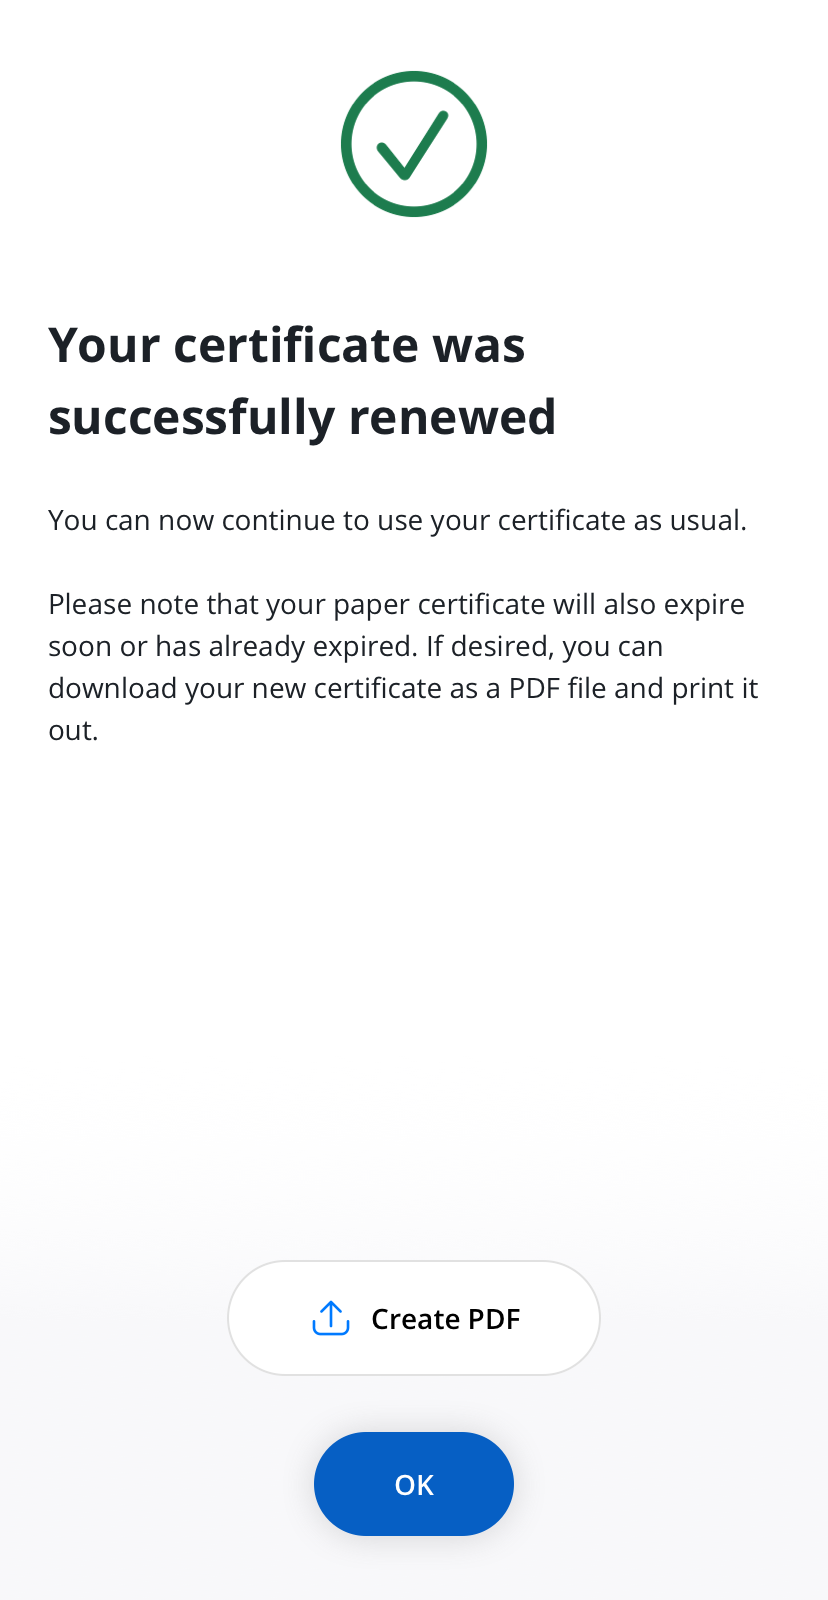 Your certificate was
successfully renewed
You can now continue to use your certificate as usual.
Please note that your paper certificate will also expire
soon or has already expired. If desired, you can
download your new certificate as a PDF file and print it
out.
Create PDF
OK